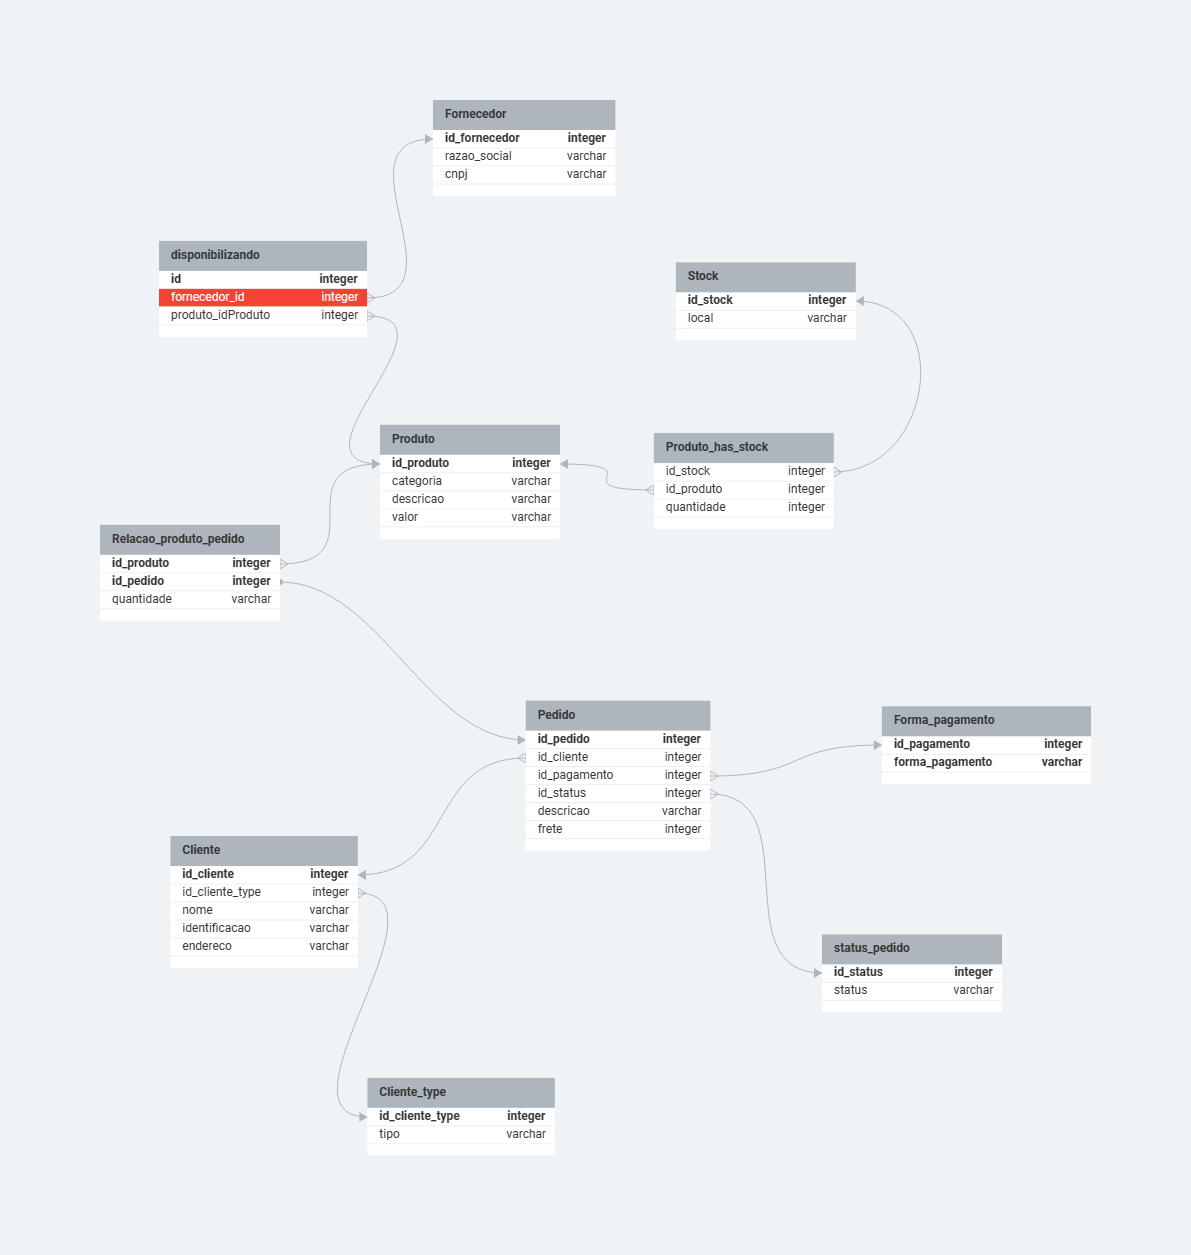 Fornecedor
id_fornecedor integer
razao_social varchar
cnpj varchar
disponibilizando
id integer
fornecedor_id integer
produto_idProduto integer
Stock
id_stock integer
local varchar
Produto
id_produto integer
categoria varchar
descricao varchar
valor varchar
Produto_has_stock
id_stock integer
id_produto integer
quantidade integer
Relacao_produto_pedido
id_produto integer
id_pedido integer
quantidade varchar
Pedido
id_pedido integer
id_cliente integer
id_pagamento integer
id_status integer
descricao varchar
frete integer
Forma_pagamento
id_pagamento integer
forma_pagamento varchar
Cliente
id_cliente integer
id_cliente_type integer
nome varchar
identificacao varchar
endereco varchar
status_pedido
id_status integer
status varchar
Cliente_type
id_cliente_type integer
tipo varchar